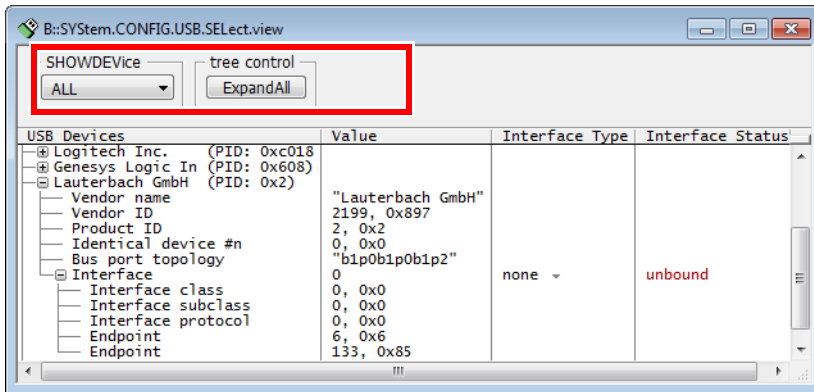 B::SYStem.CONFIG.USB.SELect.view
SHOWDEVice tree control
ALL ExpandAll
USB Devices Value Interface Type Interface Status
Logitech Inc. (PID: 0xc018
Genesys Logic In (PID: 0x608)
Lauterbach GmbH (PID: 0x2)
Vendor name "Lauterbach GmbH"
Vendor ID 2199, 0x897
Product ID 2, 0x2
Identical device #n 0, 0x0
Bus port topology "b1p0b1p0b1p2"
Interface 0 none unbound
Interface class 0, 0x0
Interface subclass 0, 0x0
Interface protocol 0, 0x0
Endpoint 6, 0x6
Endpoint 133, 0x85